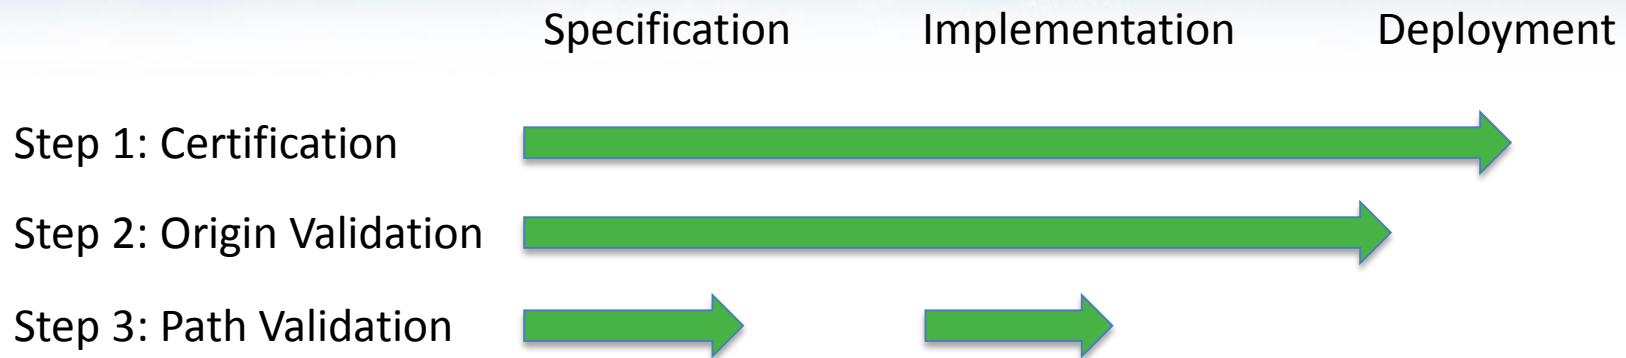 Specification Implementation Deployment
Step 1: Certification
Step 2: Origin Validation
Step 3: Path Validation